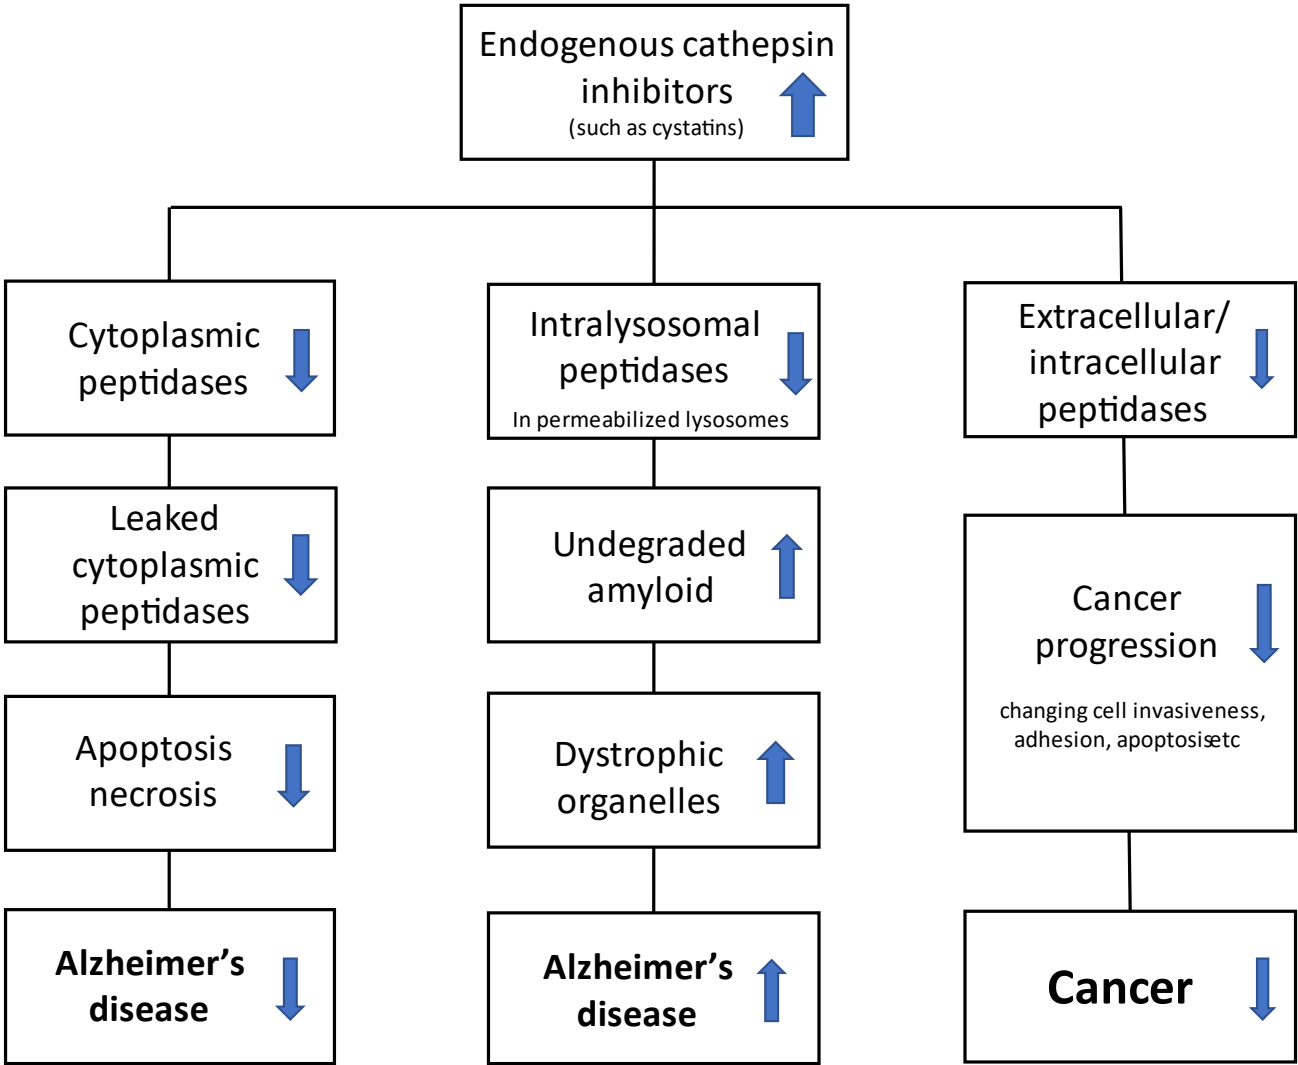 Endogenous cathepsin
inhibitors
(such as cystatins)
Cytoplasmic
peptidases
Leaked
cytoplasmic
peptidases
Apoptosis
necrosis
Alzheimer's
disease
Intralysosomal
peptidases
In permeabilized lysosomes
Undegraded
amyloid
Dystrophic
organelles
Alzheimer's
disease
Extracellular/
intracellular
peptidases
Cancer
progression
changing cell invasiveness,
adhesion, apoptosisetc
Cancer